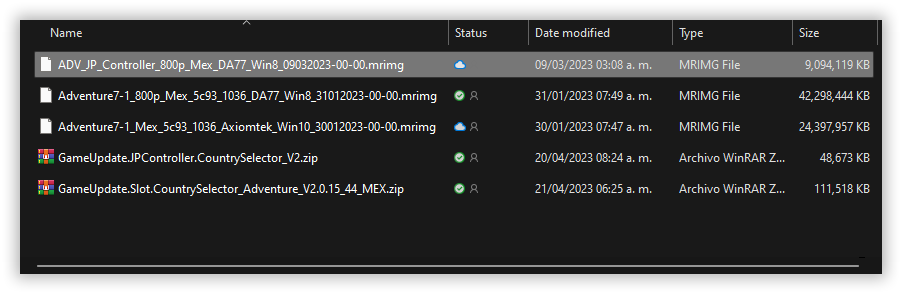 Name Status Date modified Type Size
ADV_JP_Controller_800p_Mex_DA77_Win8_09032023-00-00.mrimg 09/03/2023 03:08 a. m. MRIMG File 9,094,119 KB
Adventure7-1_800p_Mex_5c93_1036_DA77_Win8_31012023-00-00.mrimg 31/01/2023 07:49 a. m. MRIMG File 42,298,444 KB
Adventure7-1_Mex_5c93_1036_Axiomtek_Win10_30012023-00-00.mrimg 30/01/2023 07:47 a. m. MRIMG File 24,397,957 KB
GameUpdate.JPController.CountrySelector_V2.zip 20/04/2023 08:24 a. m. Archivo WinRAR Z... 48,673 KB
GameUpdate.Slot.CountrySelector_Adventure_V2.0.15_44_MEX.zip 21/04/2023 06:25 a. m. Archivo WinRAR Z... 111,518 KB